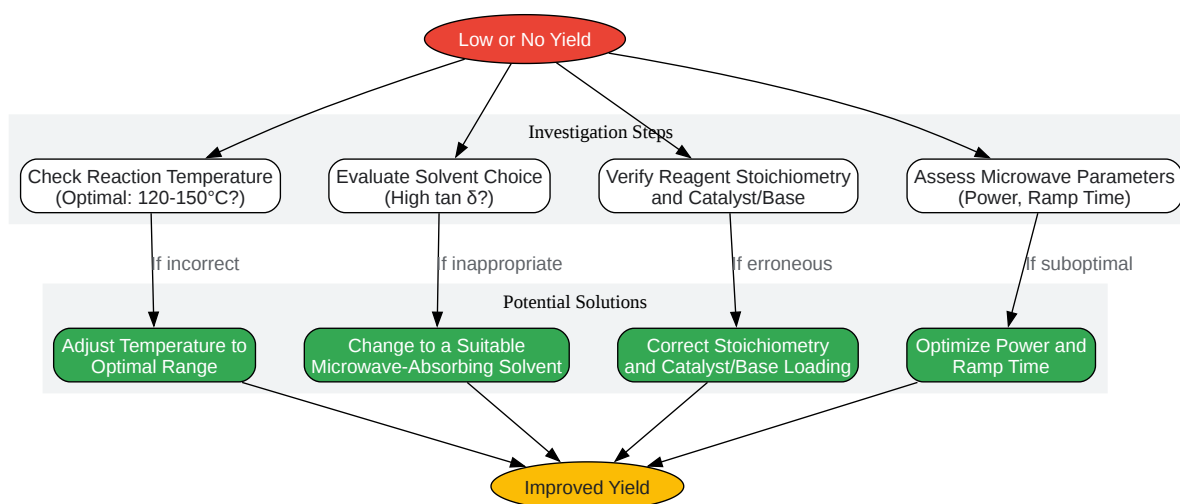 Low or No Yield
Investigation Steps
Check Reaction Temperature
(Optimal: 120-150°C?)
Evaluate Solvent Choice
(High tan δ?)
Verify Reagent Stoichiometry
and Catalyst/Base
Assess Microwave Parameters
(Power, Ramp Time)
If incorrect
If inappropriate
If erroneous
If suboptimal
Potential Solutions
Adjust Temperature to
Optimal Range
Change to a Suitable
Microwave-Absorbing Solvent
Correct Stoichiometry
and Catalyst/Base Loading
Optimize Power and
Ramp Time
Improved Yield